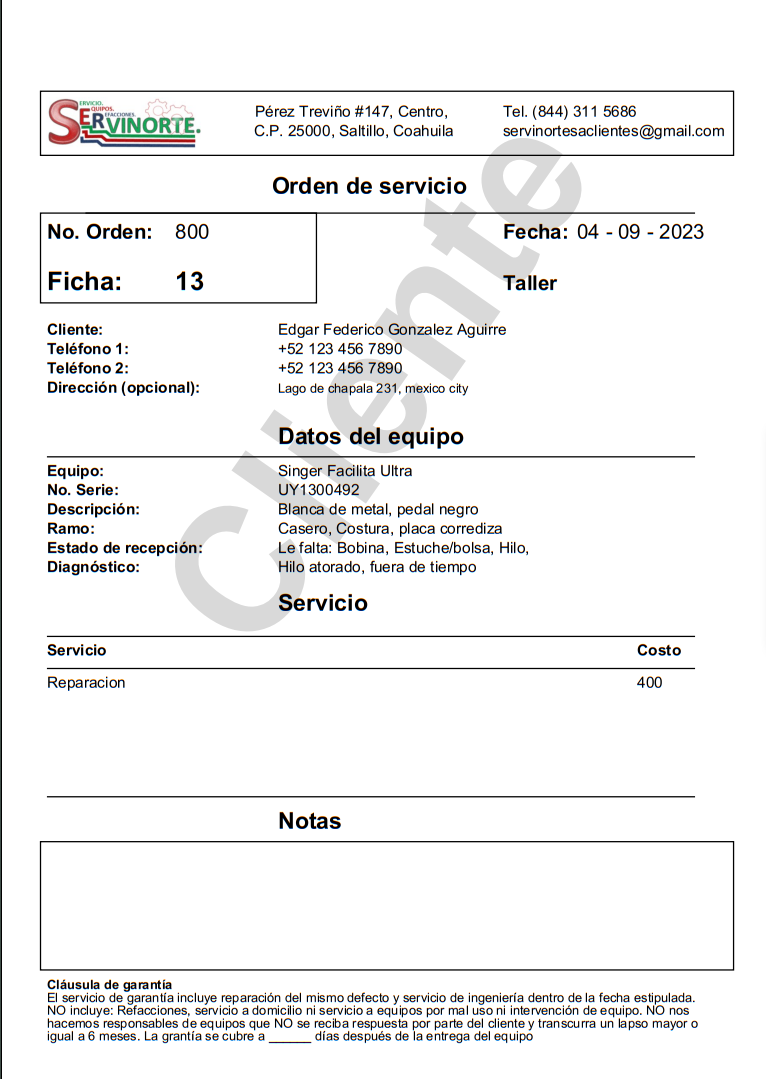 SERVICIO.
EQUIPOS.
REFACCIONES.
SERVINORTE.
Pérez Treviño #147, Centro,
C.P. 25000, Saltillo, Coahuila
Tel. (844) 311 5686
servinortesaclientes@gmail.com
Orden de servicio
No. Orden: 800
Fecha: 04 - 09 - 2023
Ficha: 13
Taller
Cliente: Edgar Federico Gonzalez Aguirre
Teléfono 1: +52 123 456 7890
Teléfono 2: +52 123 456 7890
Dirección (opcional): Lago de chapala 231, mexico city
Datos del equipo
Equipo: Singer Facilita Ultra
No. Serie: UY1300492
Descripción: Blanca de metal, pedal negro
Ramo: Casero, Costura, placa corrediza
Estado de recepción: Le falta: Bobina, Estuche/bolsa, Hilo,
Diagnóstico: Hilo atorado, fuera de tiempo
Servicio
Servicio Costo
Reparacion 400
Notas
Cláusula de garantía
El servicio de garantía incluye reparación del mismo defecto y servicio de ingeniería dentro de la fecha estipulada.
NO incluye: Refacciones, servicio a domicilio ni servicio a equipos por mal uso ni intervención de equipo. NO nos
hacemos responsables de equipos que NO se reciba respuesta por parte del cliente y transcurra un lapso mayor o
igual a 6 meses. La grantía se cubre a ______ días después de la entrega del equipo
Cliente